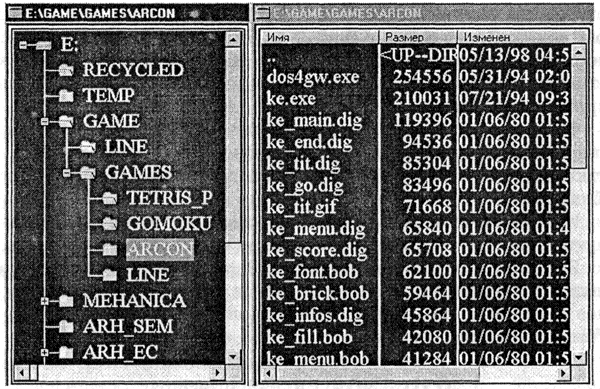 E:\GAME\GAMES\ARCON
E:
RECYCLED
TEMP
GAME
LINE
GAMES
TETRIS_P
GOMOKU
ARCON
LINE
MEHANICA
ARH_SEM
ARH_EC
E:\GAME\GAMES\ARCON
Имя Размер Изменен
.. <UP--DIR 05/13/98 04:5
dos4gw.exe 254556 05/31/94 02:0
ke.exe 210031 07/21/94 09:3
ke_main.dig 119396 01/06/80 01:5
ke_end.dig 94536 01/06/80 01:5
ke_tit.dig 85304 01/06/80 01:5
ke_go.dig 83496 01/06/80 01:5
ke_tit.gif 71668 01/06/80 01:5
ke_menu.dig 65840 01/06/80 01:4
ke_score.dig 65708 01/06/80 01:5
ke_font.bob 62100 01/06/80 01:5
ke_brick.bob 59464 01/06/80 01:5
ke_infos.dig 45864 01/06/80 01:5
ke_fill.bob 42080 01/06/80 01:5
ke_menu.bob 41284 01/06/80 01:5